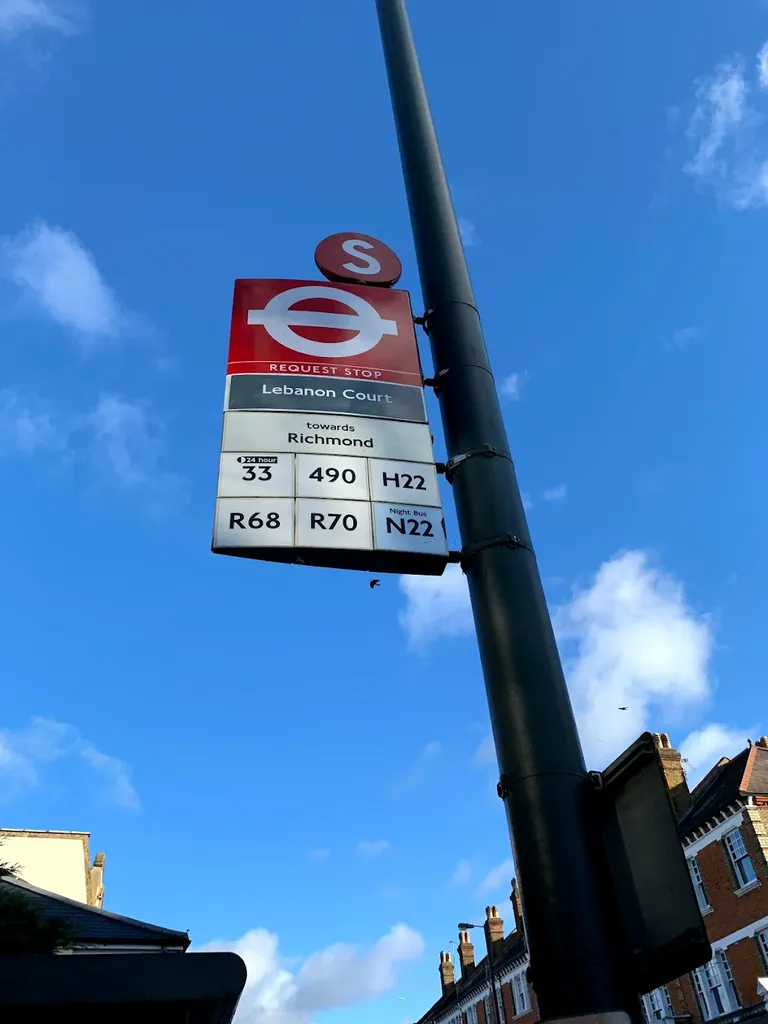 S
REQUEST STOP
Lebanon Court
towards
Richmond
24 hour
33 490 H22
Night Bus
R68 R70 N22